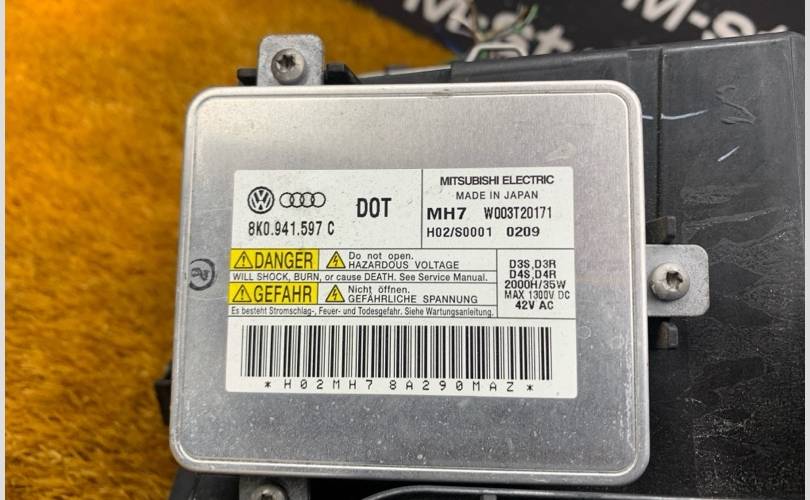 M-St
M-S
8K0.941.597 C
DOT
MITSUBISHI ELECTRIC
MADE IN JAPAN
MH7 W003T20171
H02/S0001 0209
DANGER
Do not open.
HAZARDOUS VOLTAGE
WILL SHOCK, BURN, or cause DEATH. See Service Manual.
GEFAHR
Nicht öffnen.
GEFÄHRLICHE SPANNUNG
Es besteht Stromschlag-, Feuer- und Todesgefahr. Siehe Wartungsanleitung.
D3S,D3R
D4S,D4R
2000H/35W
MAX 1300V DC
42V AC
*H02MH78A290MAZ*